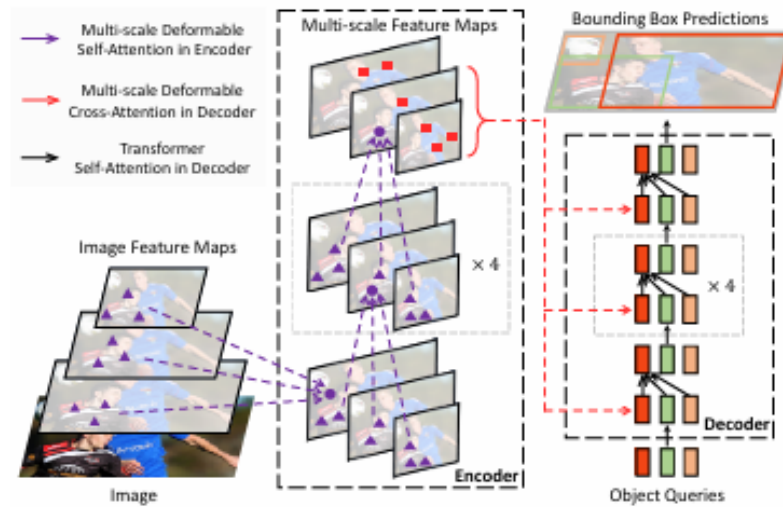 Multi-scale Deformable
Self-Attention in Encoder
Multi-scale Deformable
Cross-Attention in Decoder
Transformer
Self-Attention in Decoder
Image Feature Maps
Image
Multi-scale Feature Maps
× 4
Encoder
Bounding Box Predictions
× 4
Decoder
Object Queries